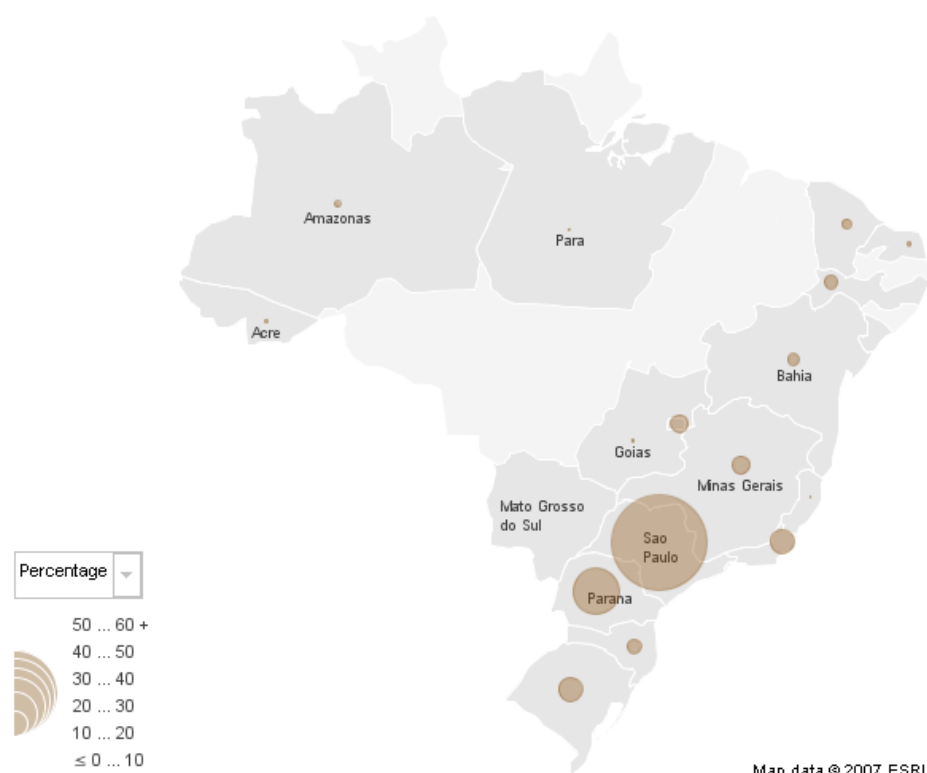 Amazonas
Para
Acre
Bahia
Goias
Minas Gerais
Mato Grosso
do Sul
Sao
Paulo
Parana
Percentage
50 ... 60 +
40 ... 50
30 ... 40
20 ... 30
10 ... 20
≤ 0 ... 10
Map data © 2007 ESRI